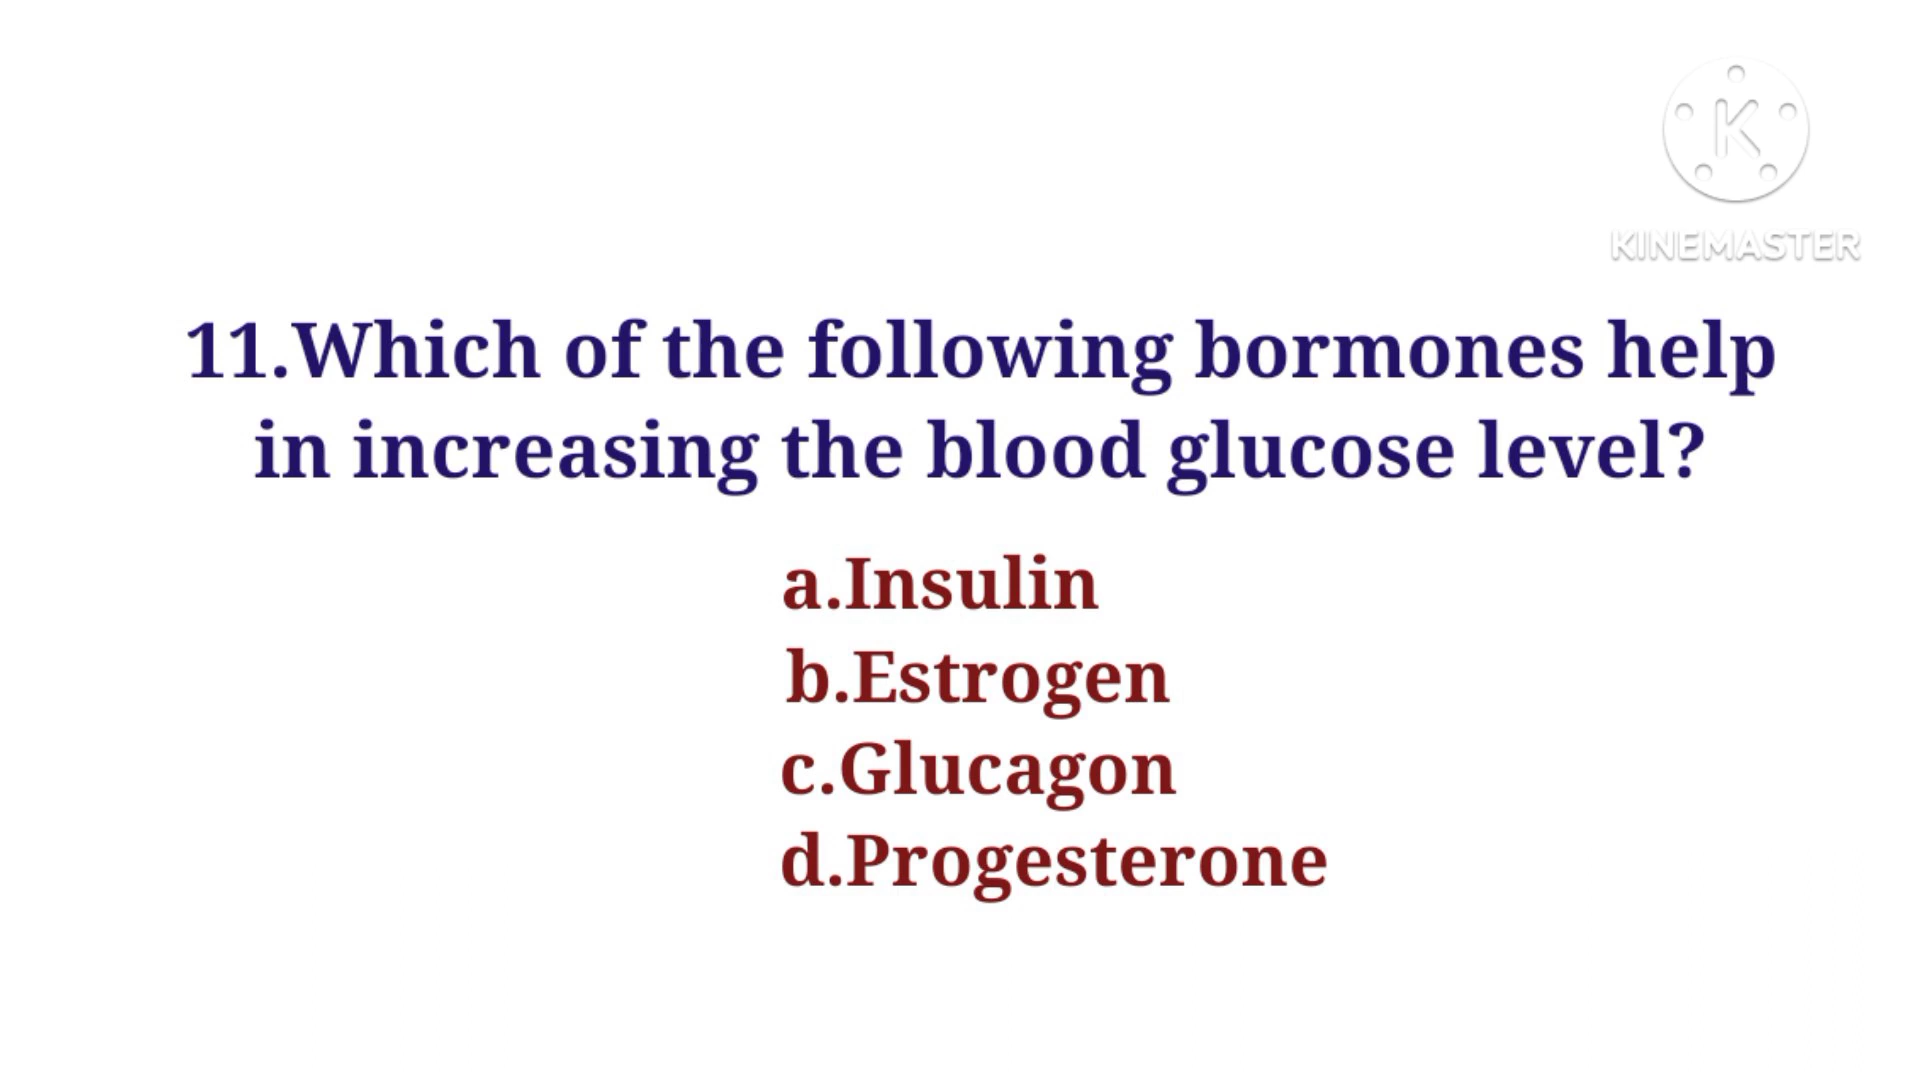 K
KINEMASTER
11.Which of the following bormones help
in increasing the blood glucose level?
a.Insulin
b.Estrogen
c.Glucagon
d.Progesterone